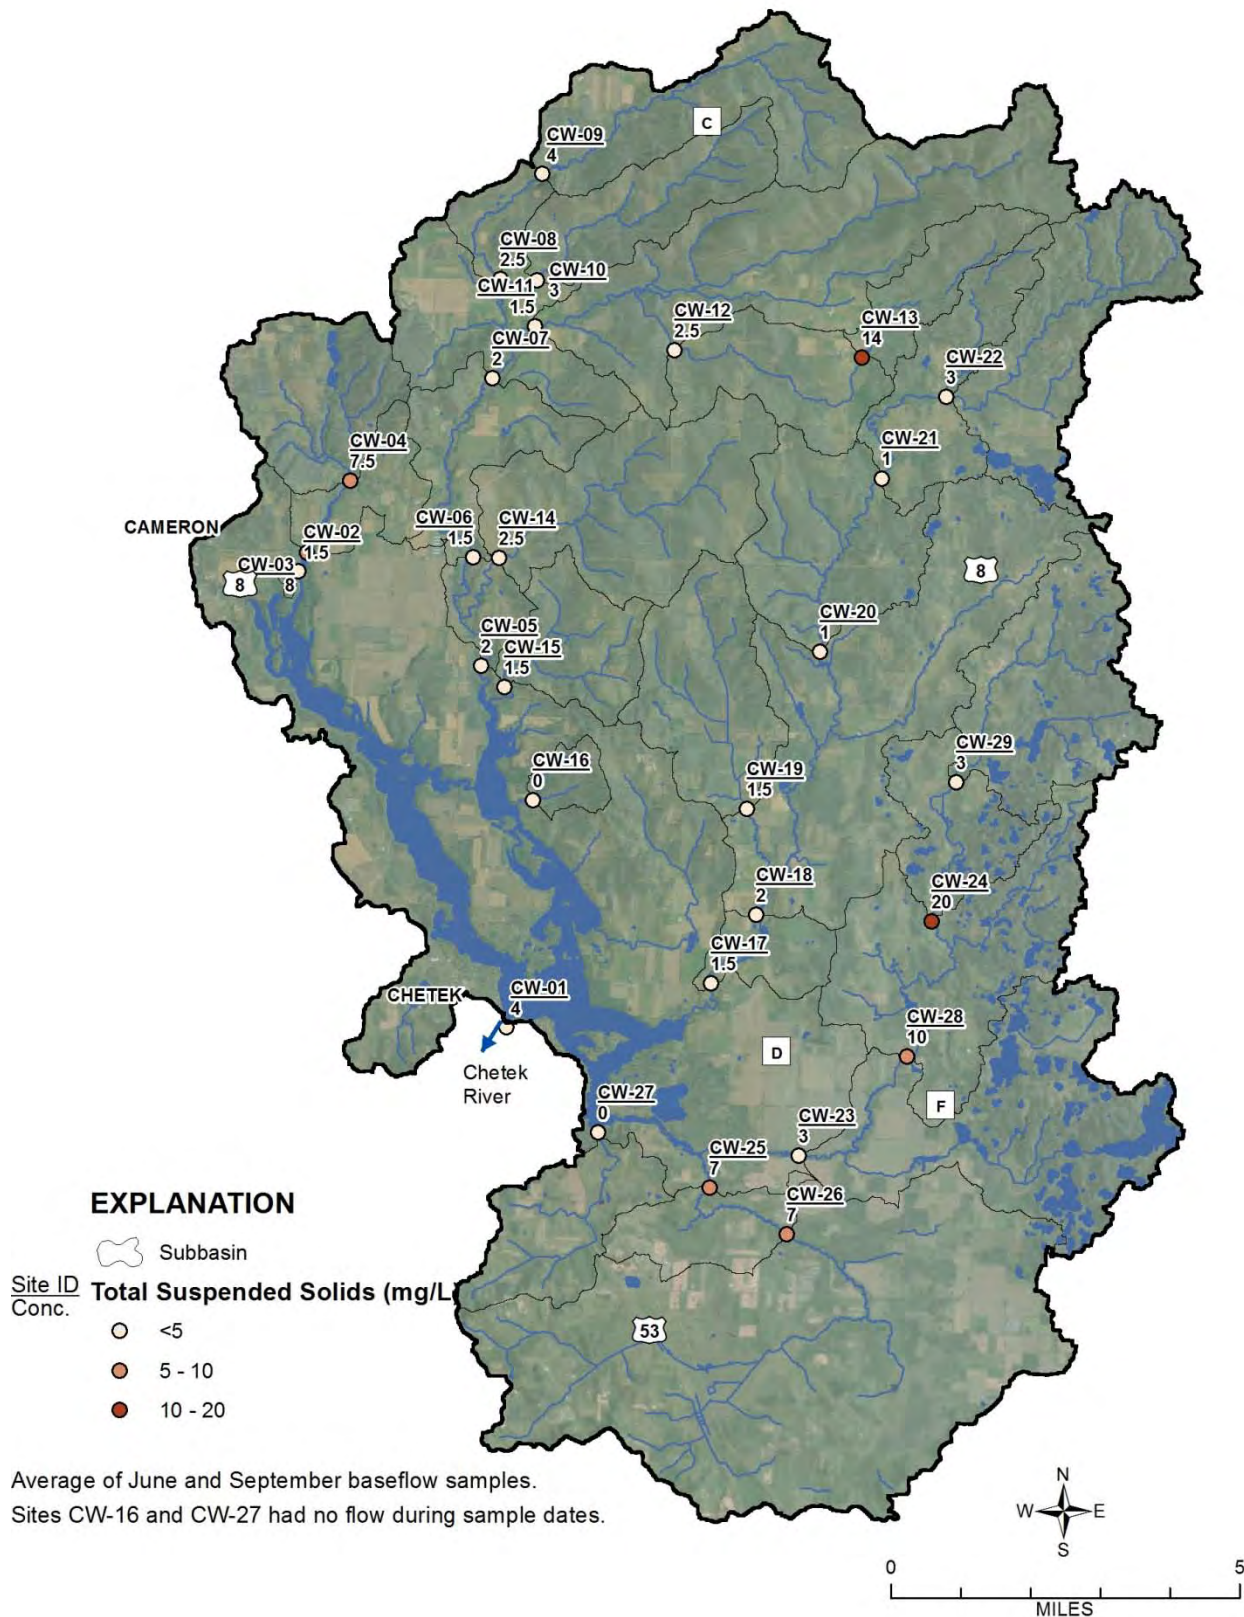 C
CW-09
4
CW-08
2.5
CW-10
3
CW-11
1.5
CW-12
2.5
CW-13
14
CW-07
2
CW-22
3
CW-04
7.5
CW-21
1
CAMERON
CW-02
1.5
CW-06
1.5
CW-14
2.5
CW-03
8
8
8
CW-20
1
CW-05
2
CW-15
1.5
CW-29
3
CW-16
0
CW-19
1.5
CW-24
20
CW-18
2
CW-17
1.5
CHETEK
CW-01
4
CW-28
10
D
Chetek
River
F
CW-27
0
CW-23
3
CW-25
7
CW-26
7
EXPLANATION
Subbasin
Site ID
Conc.
Total Suspended Solids (mg/L
<5
5 - 10
10 - 20
53
Average of June and September baseflow samples.
Sites CW-16 and CW-27 had no flow during sample dates.
N
W E
S
0 5
MILES